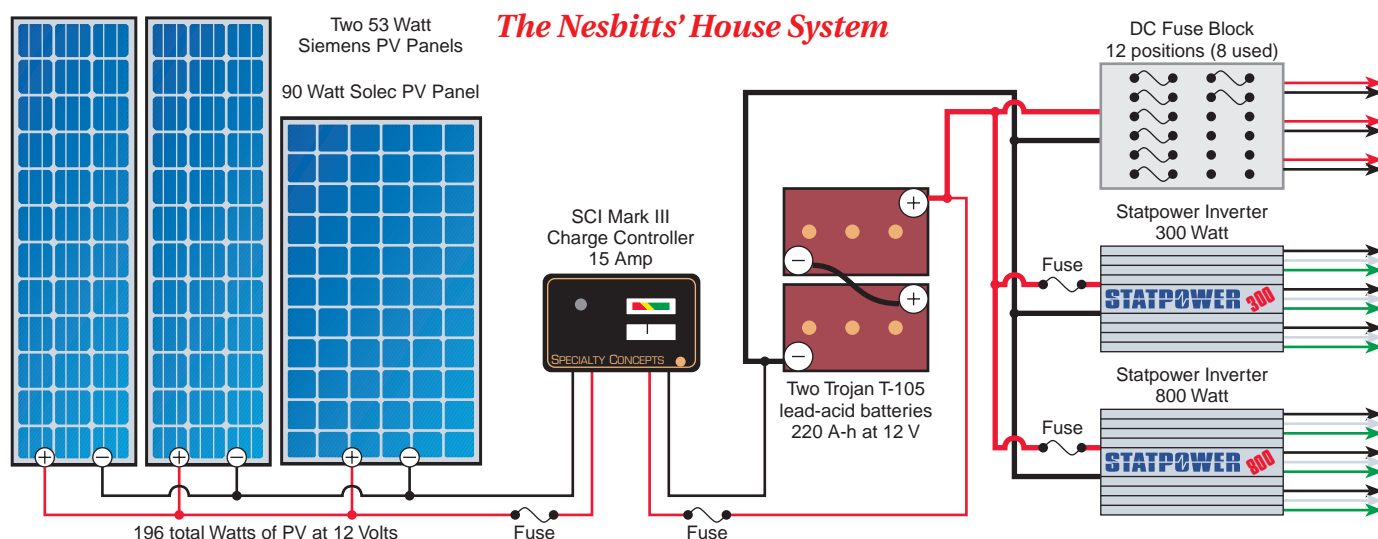 The Nesbitts' House System
Two 53 Watt
Siemens PV Panels
90 Watt Solec PV Panel
196 total Watts of PV at 12 Volts
Fuse
SCI Mark III
Charge Controller
15 Amp
SPECIALTY CONCEPTS
Fuse
Two Trojan T-105
lead-acid batteries
220 A-h at 12 V
DC Fuse Block
12 positions (8 used)
Statpower Inverter
300 Watt
Fuse
STATPOWER 300
Statpower Inverter
800 Watt
Fuse
STATPOWER 800